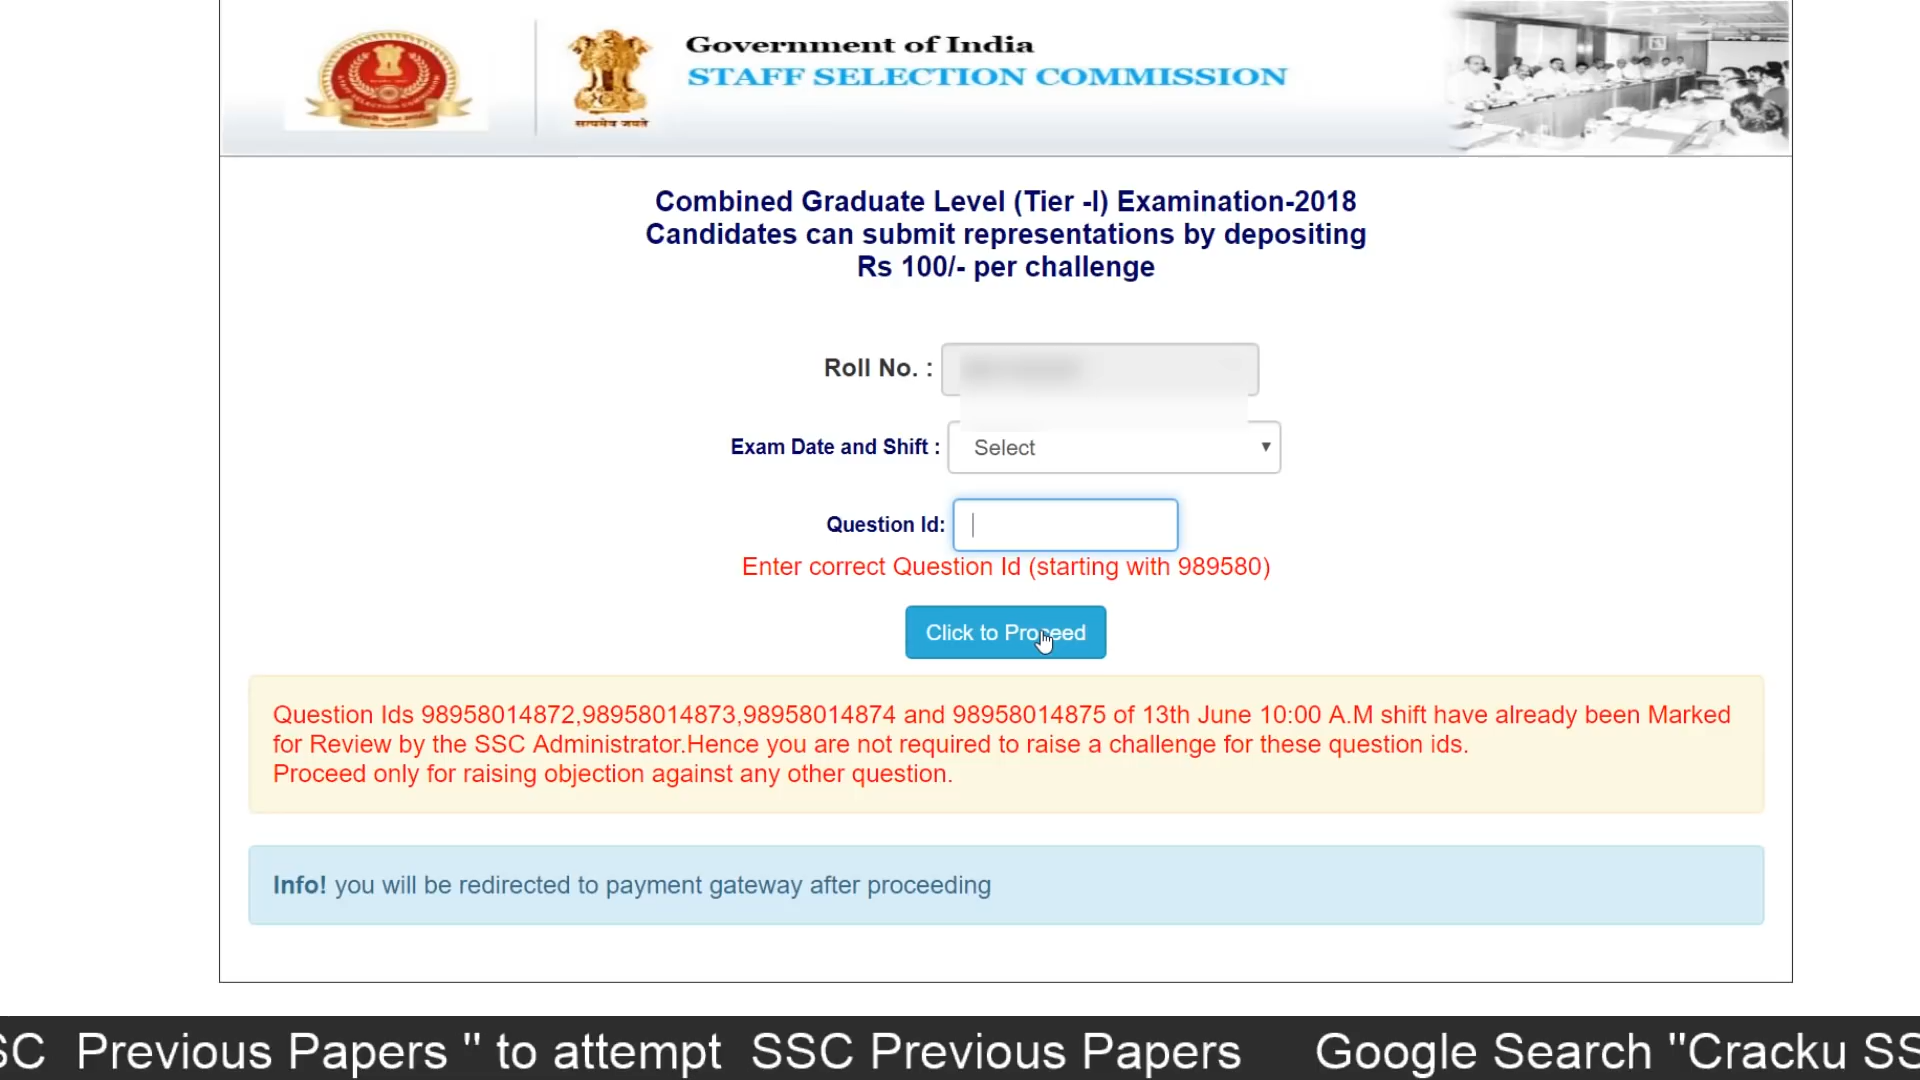 Government of India
STAFF SELECTION COMMISSION
सत्यमेव जयते
Combined Graduate Level (Tier -I) Examination-2018
Candidates can submit representations by depositing
Rs 100/- per challenge
Roll No. :
Exam Date and Shift : Select
Question Id:
Enter correct Question Id (starting with 989580)
Click to Proceed
Question Ids 98958014872,98958014873,98958014874 and 98958014875 of 13th June 10:00 A.M shift have already been Marked
for Review by the SSC Administrator.Hence you are not required to raise a challenge for these question ids.
Proceed only for raising objection against any other question.
Info! you will be redirected to payment gateway after proceeding
SC Previous Papers " to attempt SSC Previous Papers Google Search "Cracku SS